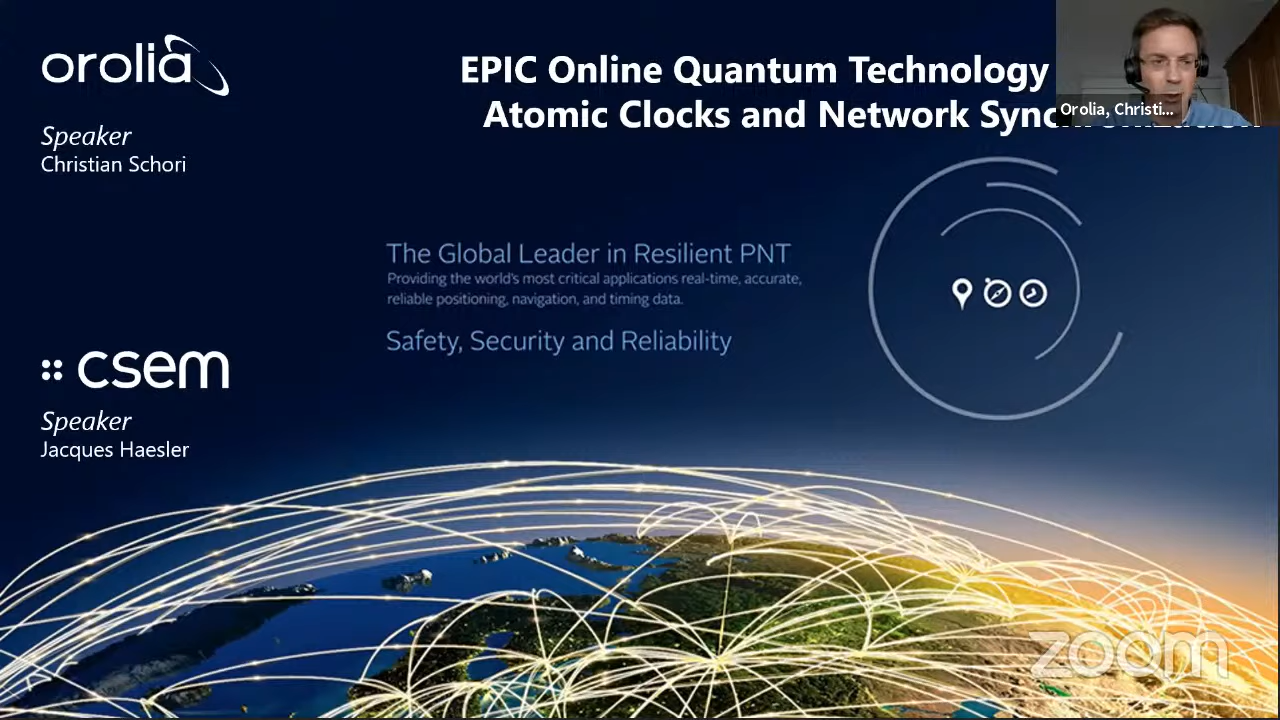 orolia
Speaker
Christian Schori
EPIC Online Quantum Technology
Atomic Clocks and Network Synchronization
Orolia, Christi...
The Global Leader in Resilient PNT
Providing the world's most critical applications real-time, accurate,
reliable positioning, navigation, and timing data.
Safety, Security and Reliability
csem
Speaker
Jacques Haesler
zoom